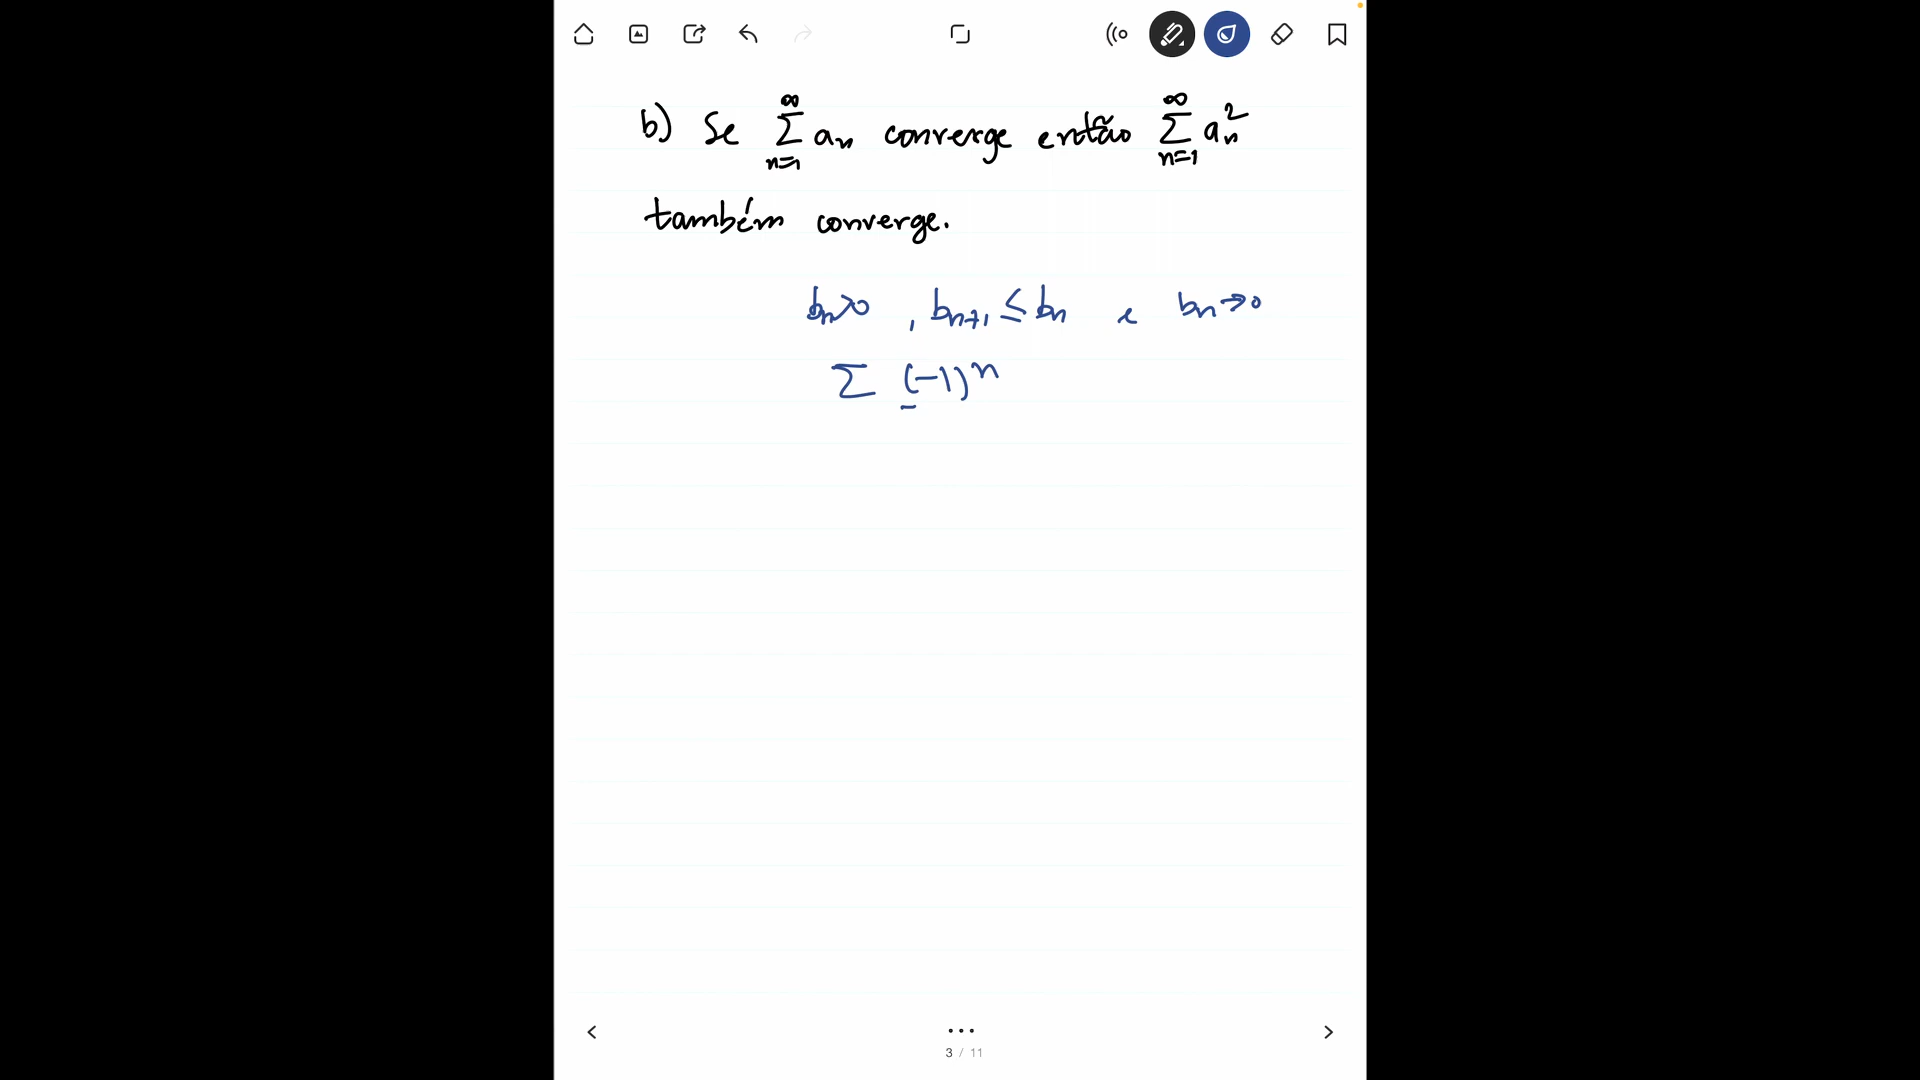 b) Se ∞∑n=1 an converge então ∞∑n=1 an²
também converge.
bn>0 , bn+1 ≤ bn e bn→0
∑ (-1)ⁿ
3 / 11